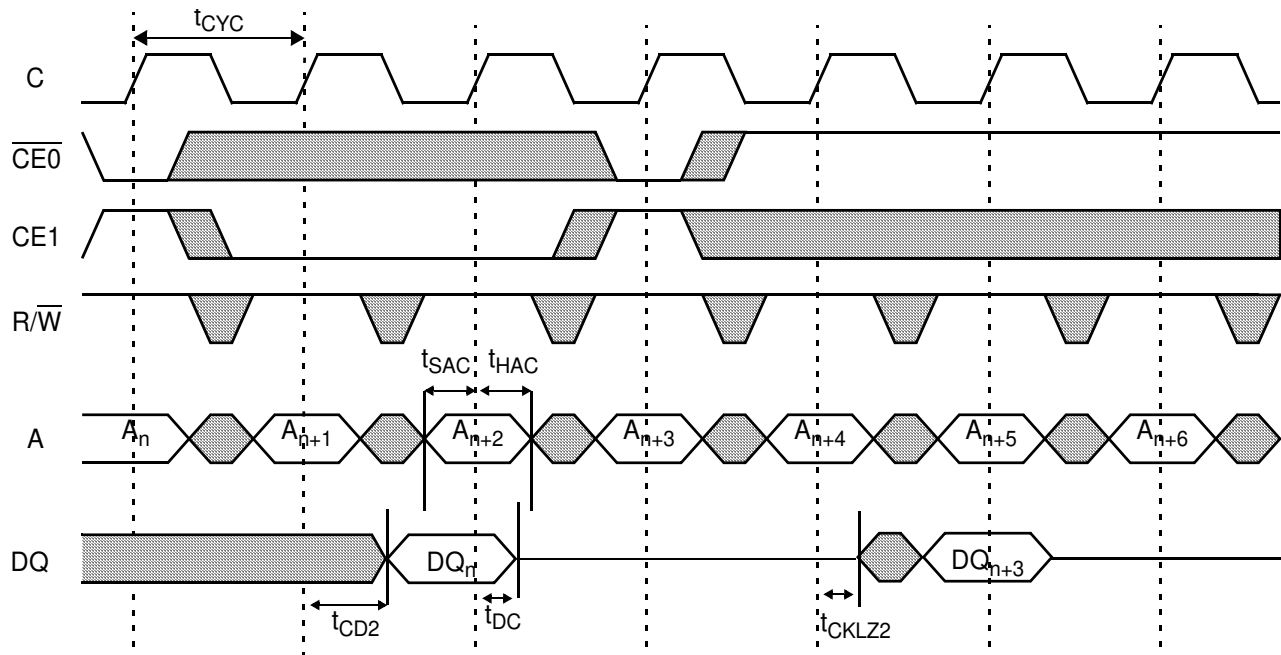 tCYC
C
CE0
CE1
R/W
tSAC tHAC
A An An+1 An+2 An+3 An+4 An+5 An+6
DQ DQn DQn+3
tCD2 tDC tCKLZ2